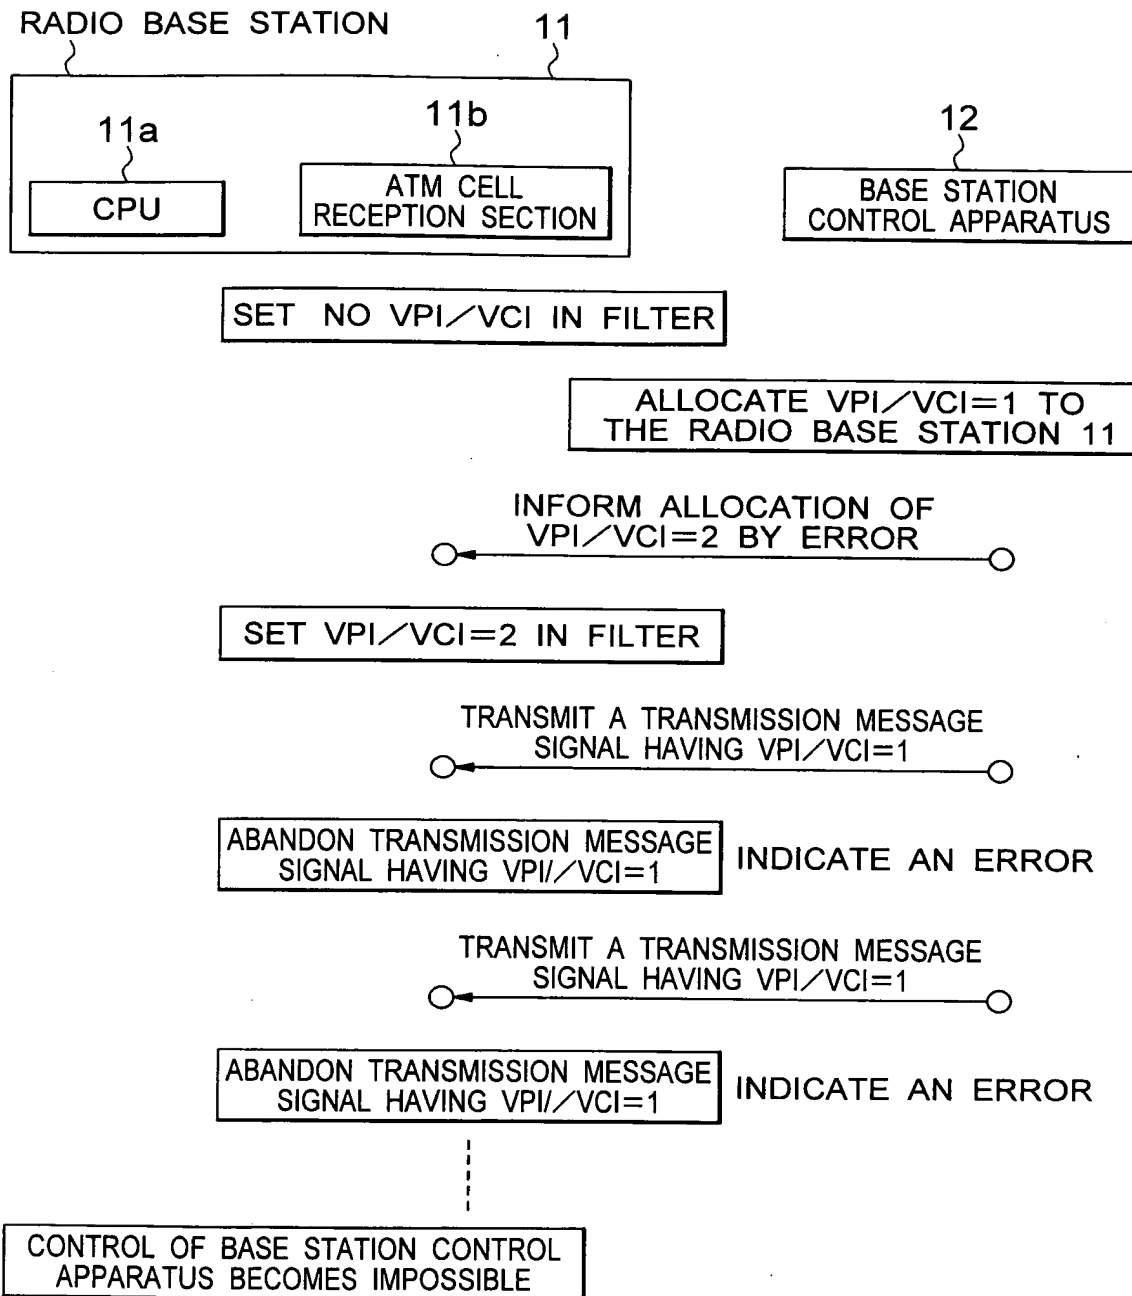 RADIO BASE STATION
11
11a
11b
12
CPU
ATM CELL
RECEPTION SECTION
BASE STATION
CONTROL APPARATUS
SET NO VPI/VCI IN FILTER
ALLOCATE VPI/VCI=1 TO
THE RADIO BASE STATION 11
INFORM ALLOCATION OF
VPI/VCI=2 BY ERROR
SET VPI/VCI=2 IN FILTER
TRANSMIT A TRANSMISSION MESSAGE
SIGNAL HAVING VPI/VCI=1
ABANDON TRANSMISSION MESSAGE
SIGNAL HAVING VPI//VCI=1
INDICATE AN ERROR
TRANSMIT A TRANSMISSION MESSAGE
SIGNAL HAVING VPI/VCI=1
ABANDON TRANSMISSION MESSAGE
SIGNAL HAVING VPI//VCI=1
INDICATE AN ERROR
CONTROL OF BASE STATION CONTROL
APPARATUS BECOMES IMPOSSIBLE